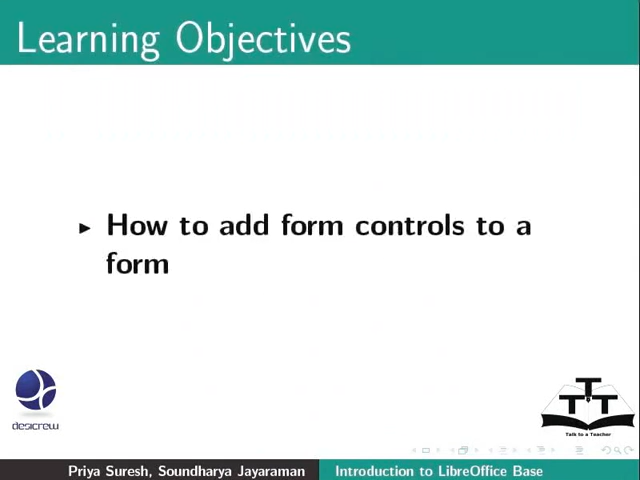 Learning Objectives
How to add form controls to a
form
desicrew
TTT
Talk to a Teacher
Priya Suresh, Soundharya Jayaraman Introduction to LibreOffice Base